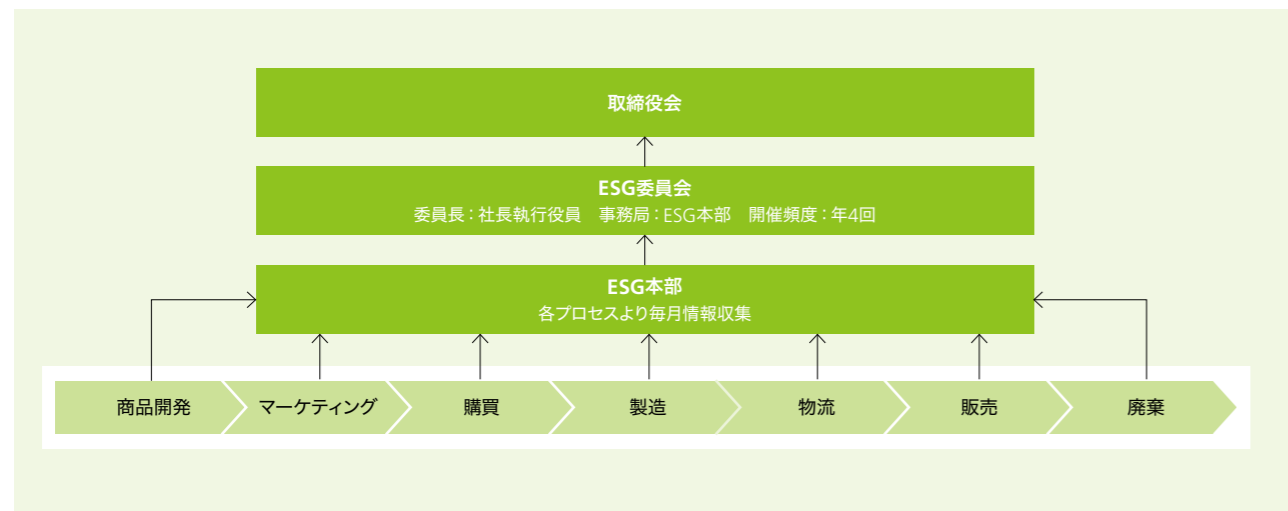 取締役会
ESG委員会
委員長：社長執行役員　事務局：ESG本部　開催頻度：年4回
ESG本部
各プロセスより毎月情報収集
商品開発
マーケティング
購買
製造
物流
販売
廃棄